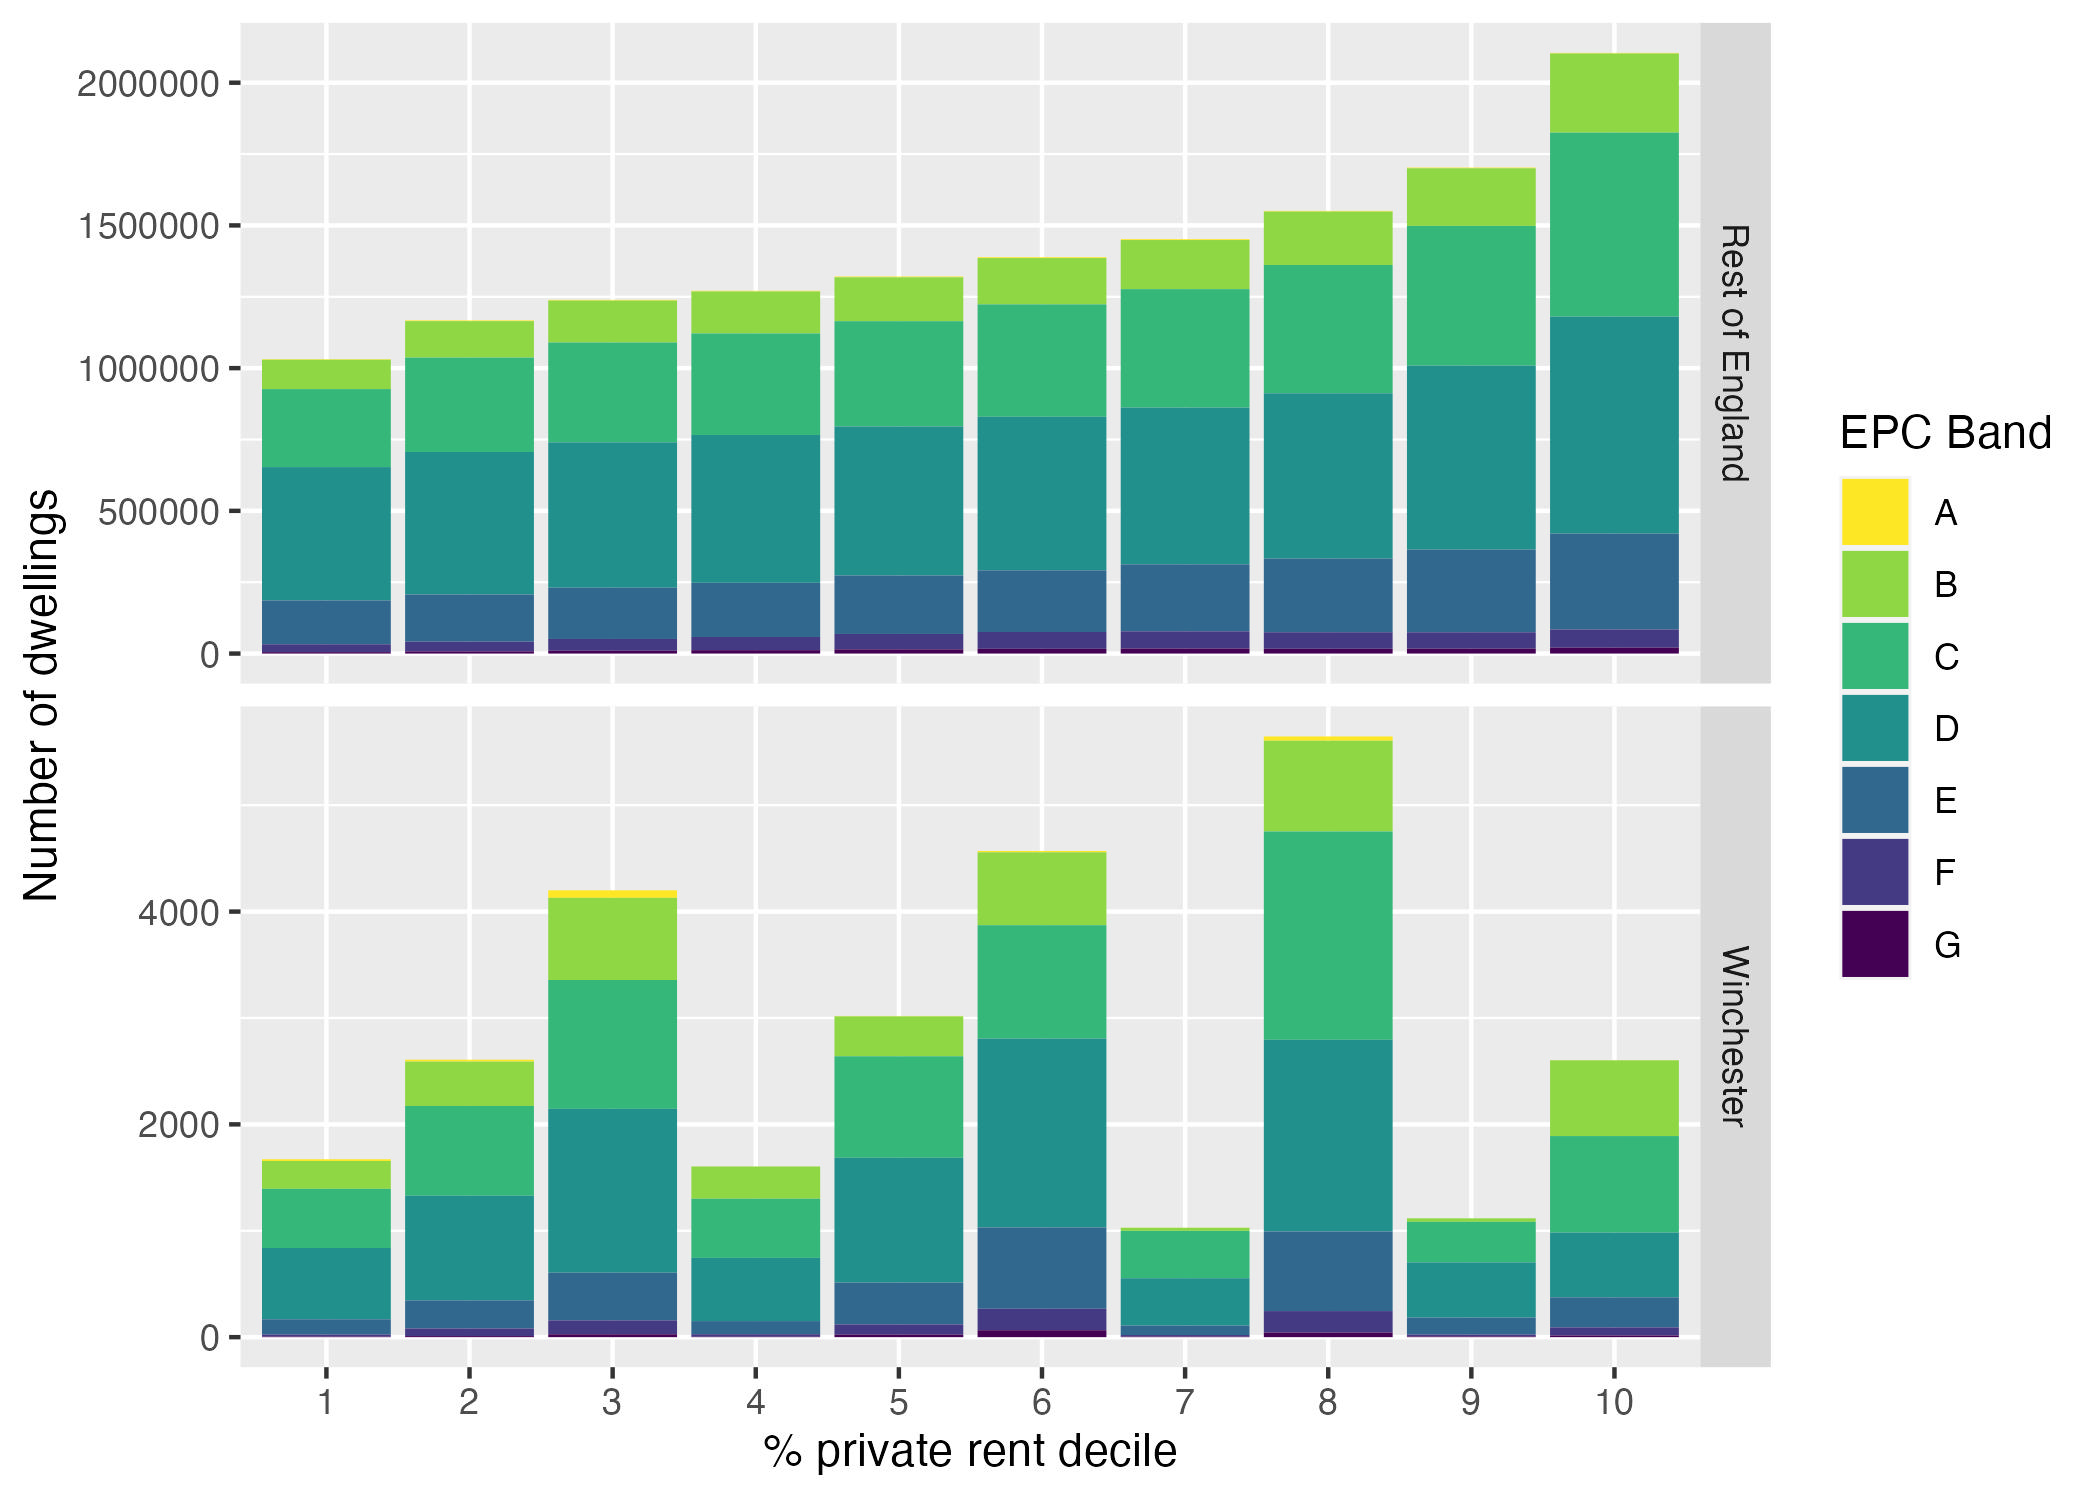 Number of dwellings
2000000
1500000
1000000
500000
0
Rest of England
4000
2000
0
Winchester
1 2 3 4 5 6 7 8 9 10
% private rent decile
EPC Band
A
B
C
D
E
F
G